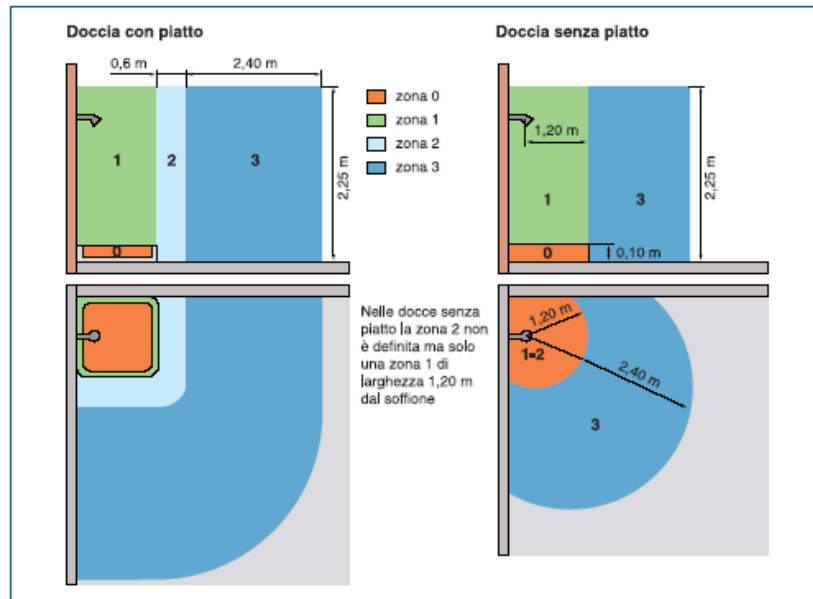 Doccia con piatto
0,6 m
2,40 m
zona 0
zona 1
zona 2
zona 3
1
2
3
0
2,25 m
Doccia senza piatto
1,20 m
1
3
0
0,10 m
2,25 m
Nelle docce senza
piatto la zona 2 non
è definita ma solo
una zona 1 di
larghezza 1,20 m
dal soffione
1,20 m
1=2
2,40 m
3